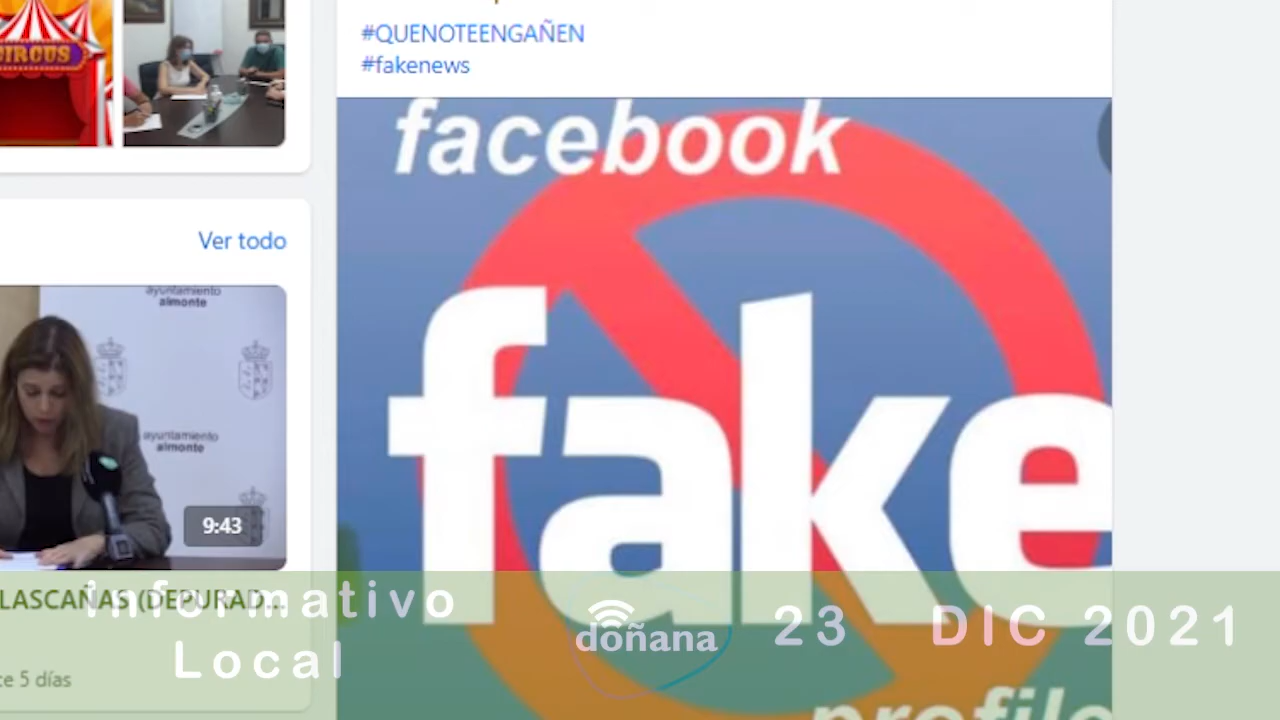 #QUENOTEENGAÑEN
#fakenews
CIRCUS
facebook
fake
profile
Ver todo
ayuntamiento
almonte
ayuntamiento
almonte
9:43
LASCAÑAS (DEPURAD...
5 días
informativo
Local
doñana
23 DIC 2021